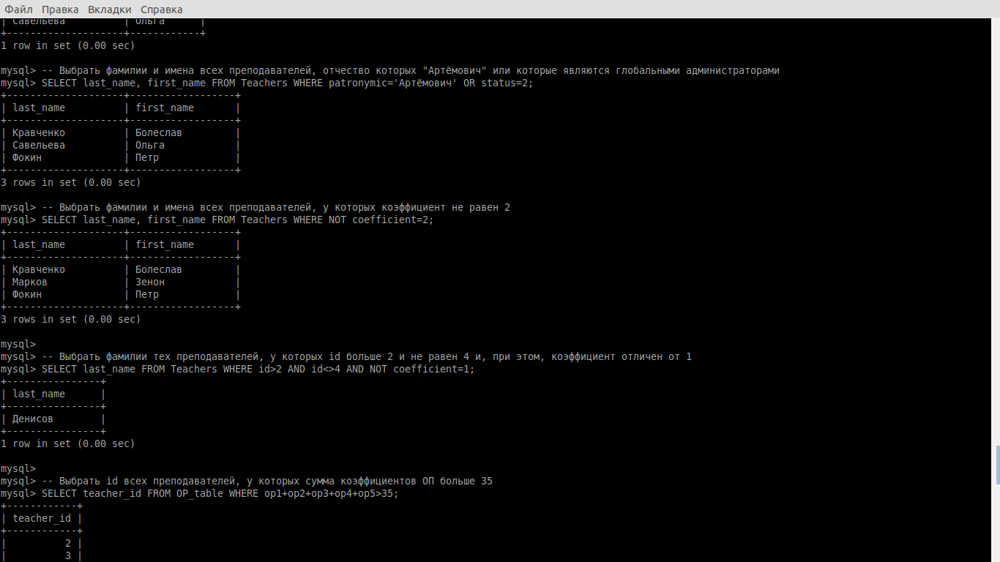 Файл Правка Вкладки Справка
| Савельева          | Ольга      |
+--------------------+------------+
1 row in set (0.00 sec)
mysql> -- Выбрать фамилии и имена всех преподавателей, отчество которых "Артёмович" или которые являются глобальными администраторами
mysql> SELECT last_name, first_name FROM Teachers WHERE patronymic='Артёмович' OR status=2;
+--------------------+------------------+
| last_name          | first_name       |
+--------------------+------------------+
| Кравченко          | Болеслав         |
| Савельева          | Ольга            |
| Фокин              | Петр             |
+--------------------+------------------+
3 rows in set (0.00 sec)
mysql> -- Выбрать фамилии и имена всех преподавателей, у которых коэффициент не равен 2
mysql> SELECT last_name, first_name FROM Teachers WHERE NOT coefficient=2;
+--------------------+------------------+
| last_name          | first_name       |
+--------------------+------------------+
| Кравченко          | Болеслав         |
| Марков             | Зенон            |
| Фокин              | Петр             |
+--------------------+------------------+
3 rows in set (0.00 sec)
mysql>
mysql> -- Выбрать фамилии тех преподавателей, у которых id больше 2 и не равен 4 и, при этом, коэффициент отличен от 1
mysql> SELECT last_name FROM Teachers WHERE id>2 AND id<>4 AND NOT coefficient=1;
+----------------+
| last_name      |
+----------------+
| Денисов        |
+----------------+
1 row in set (0.00 sec)
mysql>
mysql> -- Выбрать id всех преподавателей, у которых сумма коэффициентов ОП больше 35
mysql> SELECT teacher_id FROM OP_table WHERE op1+op2+op3+op4+op5>35;
+------------+
| teacher_id |
+------------+
|          2 |
|          3 |